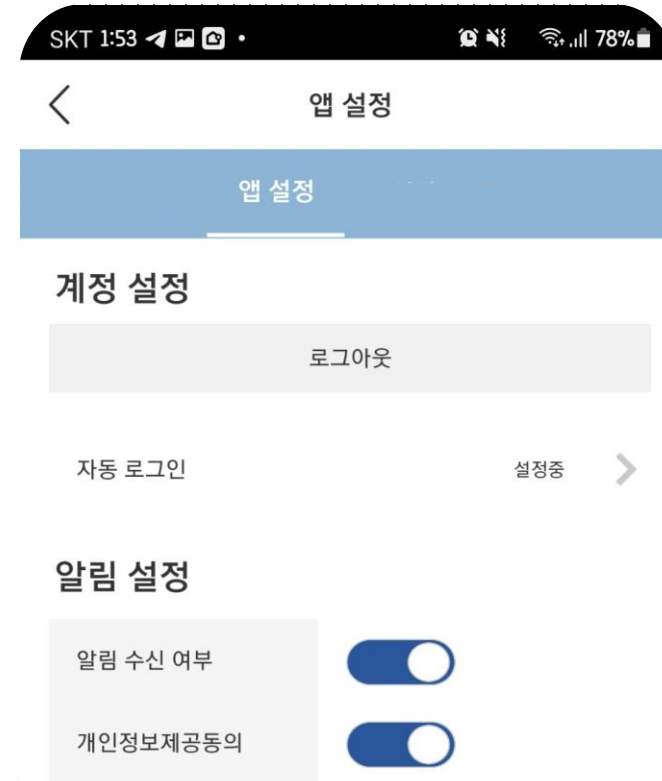 SKT 1:53 78%
앱 설정
앱 설정
계정 설정
로그아웃
자동 로그인 설정중
알림 설정
알림 수신 여부
개인정보제공동의